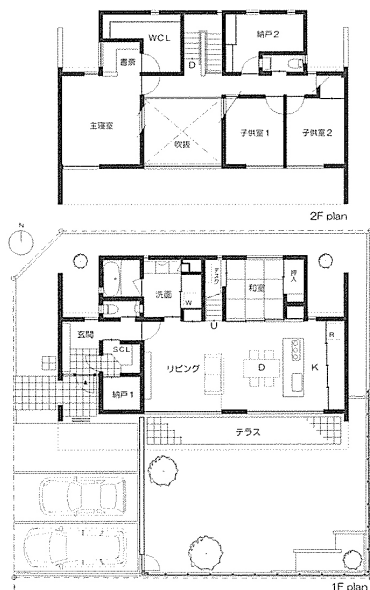 WCL
納戸2
書斎
D
主寝室
吹抜
子供室1
子供室2
2F plan
N
洗面
W
和室
押入
玄関
SCL
納戸1
U
R
リビング
D
K
テラス
1F plan